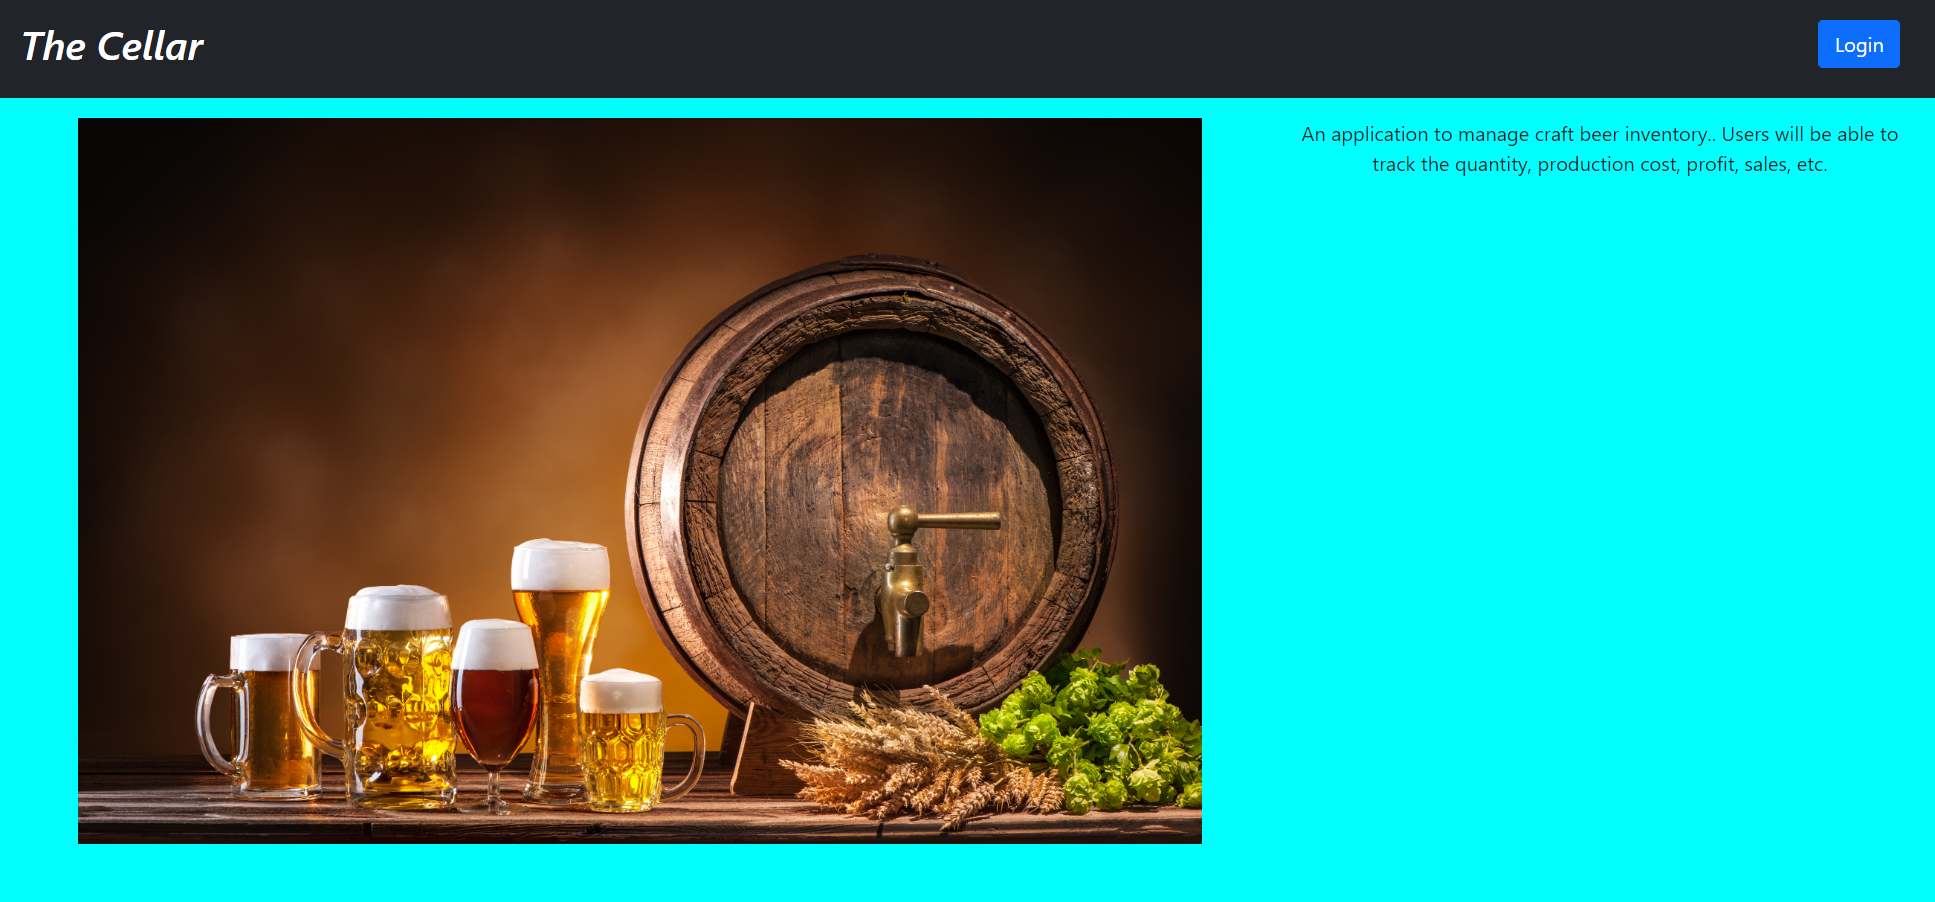 The Cellar
Login
An application to manage craft beer inventory.. Users will be able to
track the quantity, production cost, profit, sales, etc.